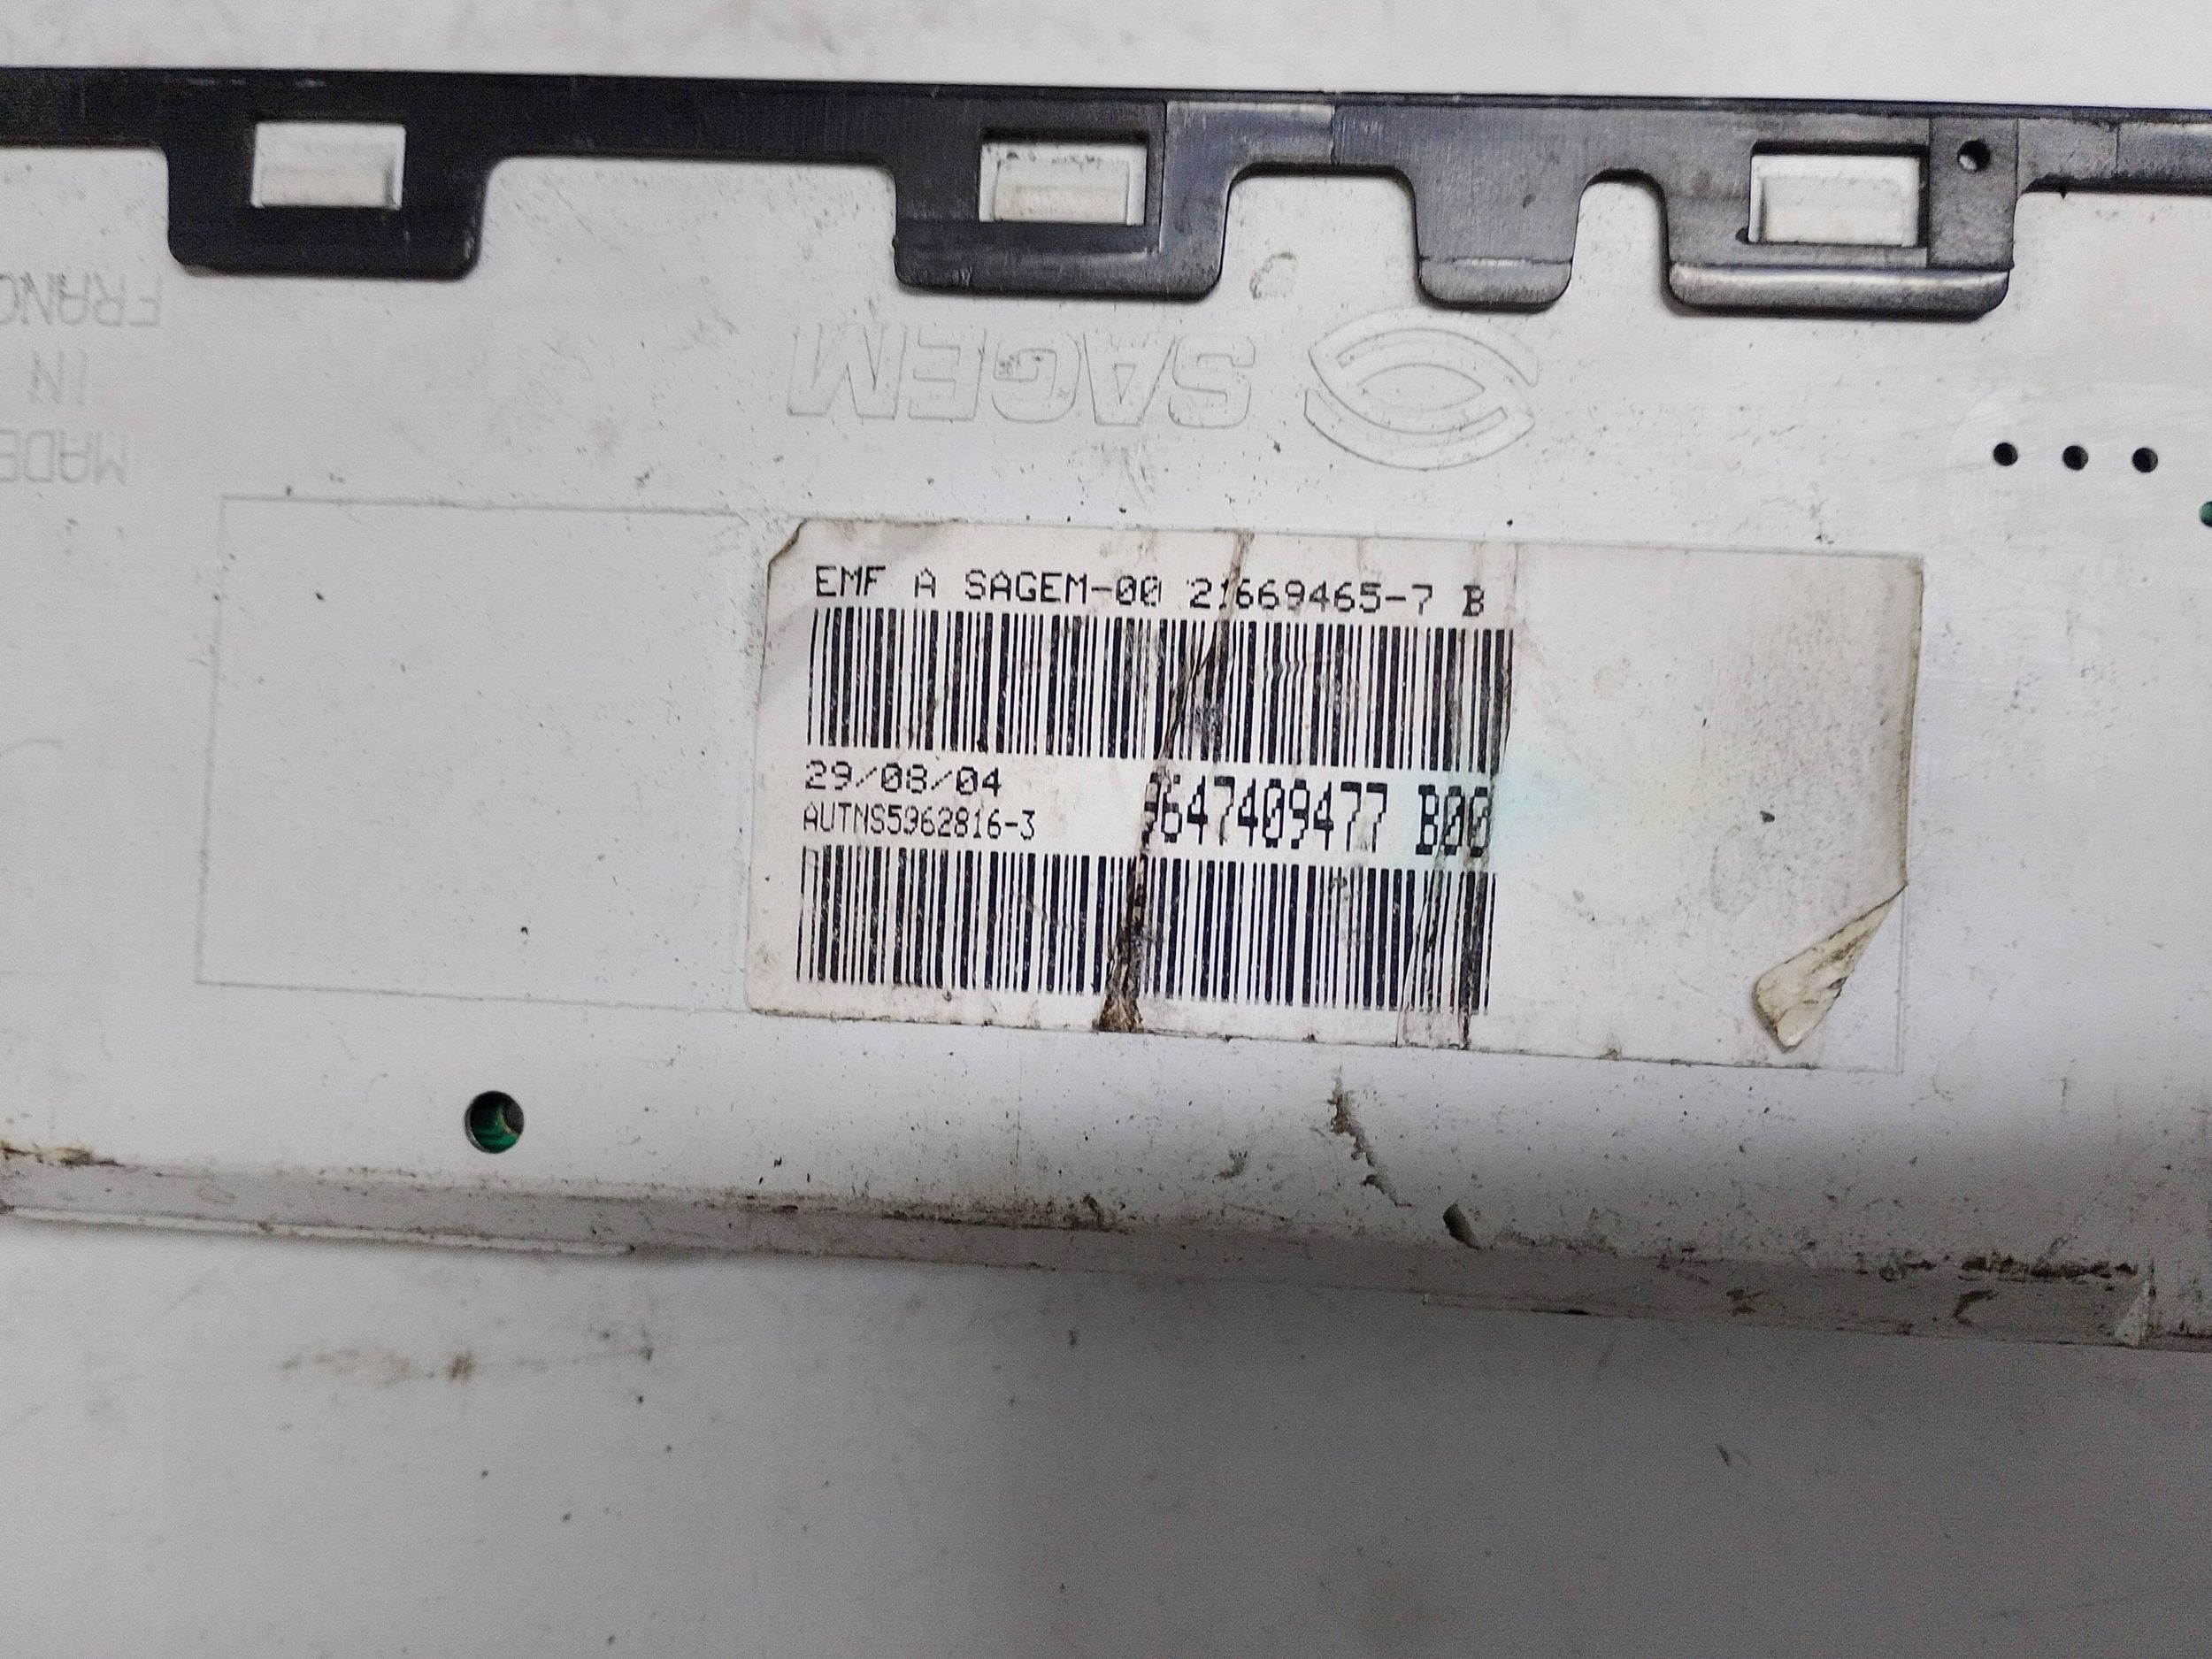 SAGEM
MADE
IN
FRANC
EMF A SAGEM-00 21669465-7 B
29/08/04
AUTNS5962816-3
9647409477 B00